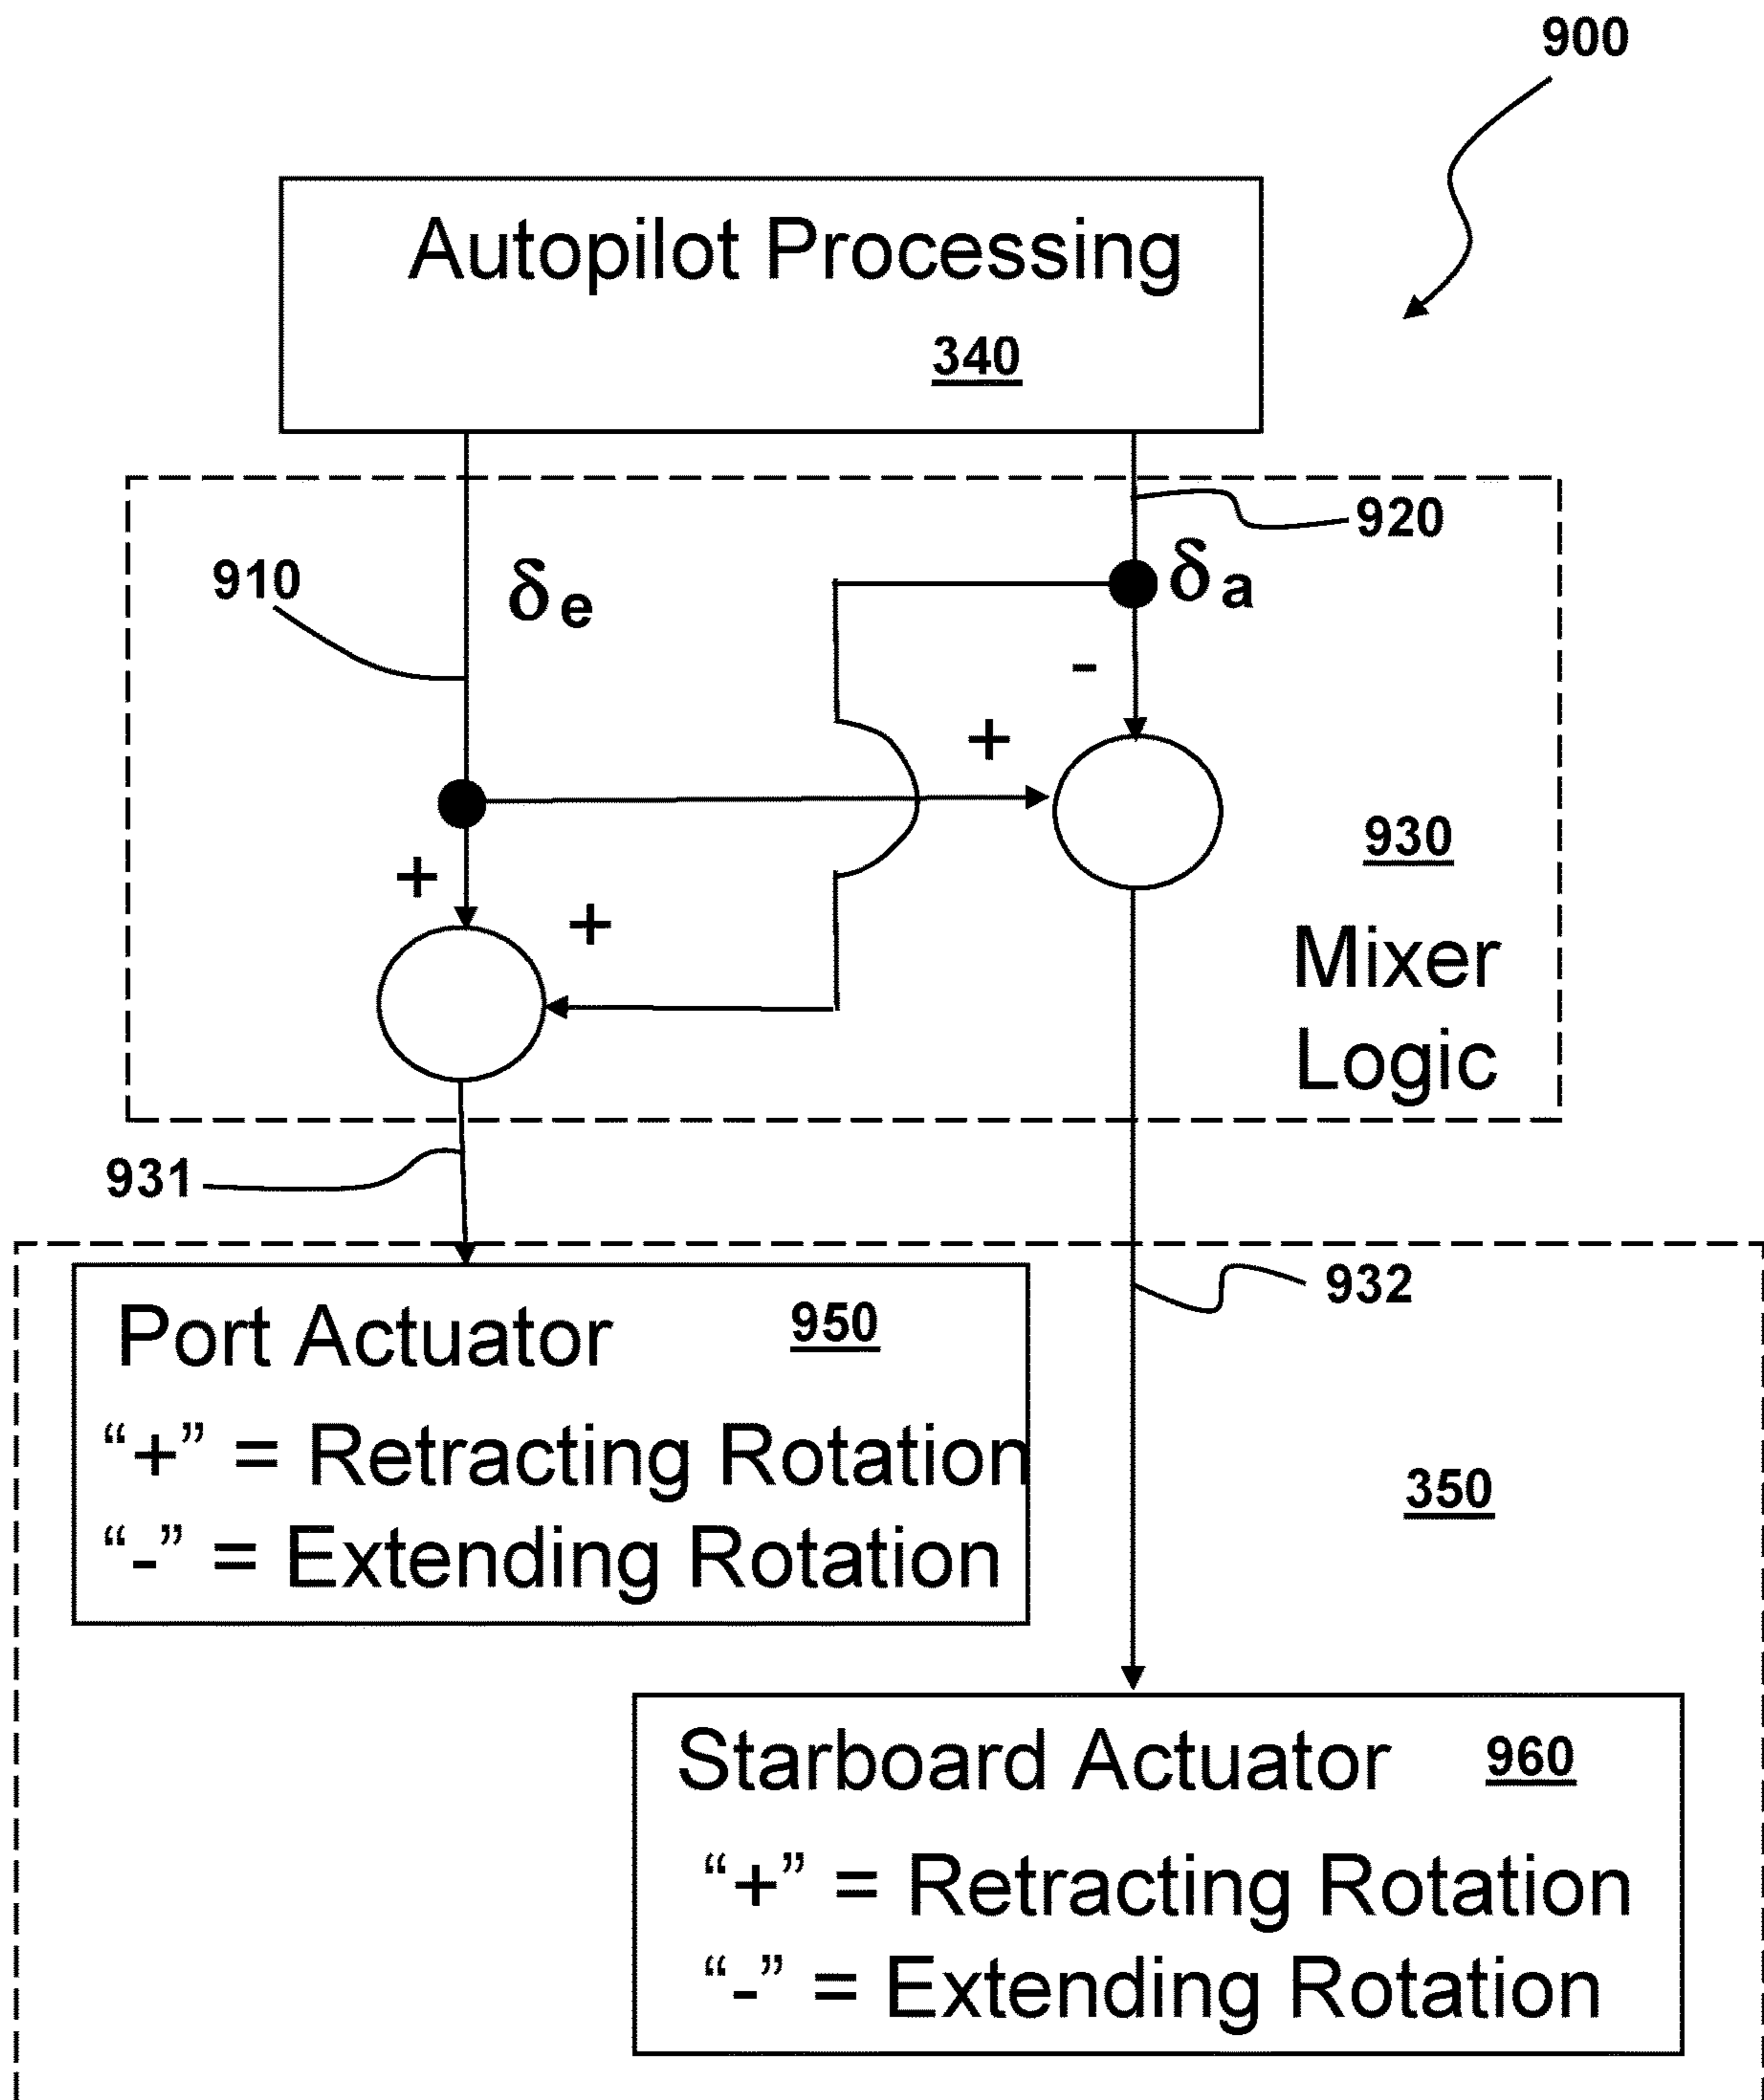 900
Autopilot Processing
340
920
910
δe
δa
-
+
+
+
930
Mixer
Logic
931
932
Port Actuator 950
“+” = Retracting Rotation
“-” = Extending Rotation
350
Starboard Actuator 960
“+” = Retracting Rotation
“-” = Extending Rotation